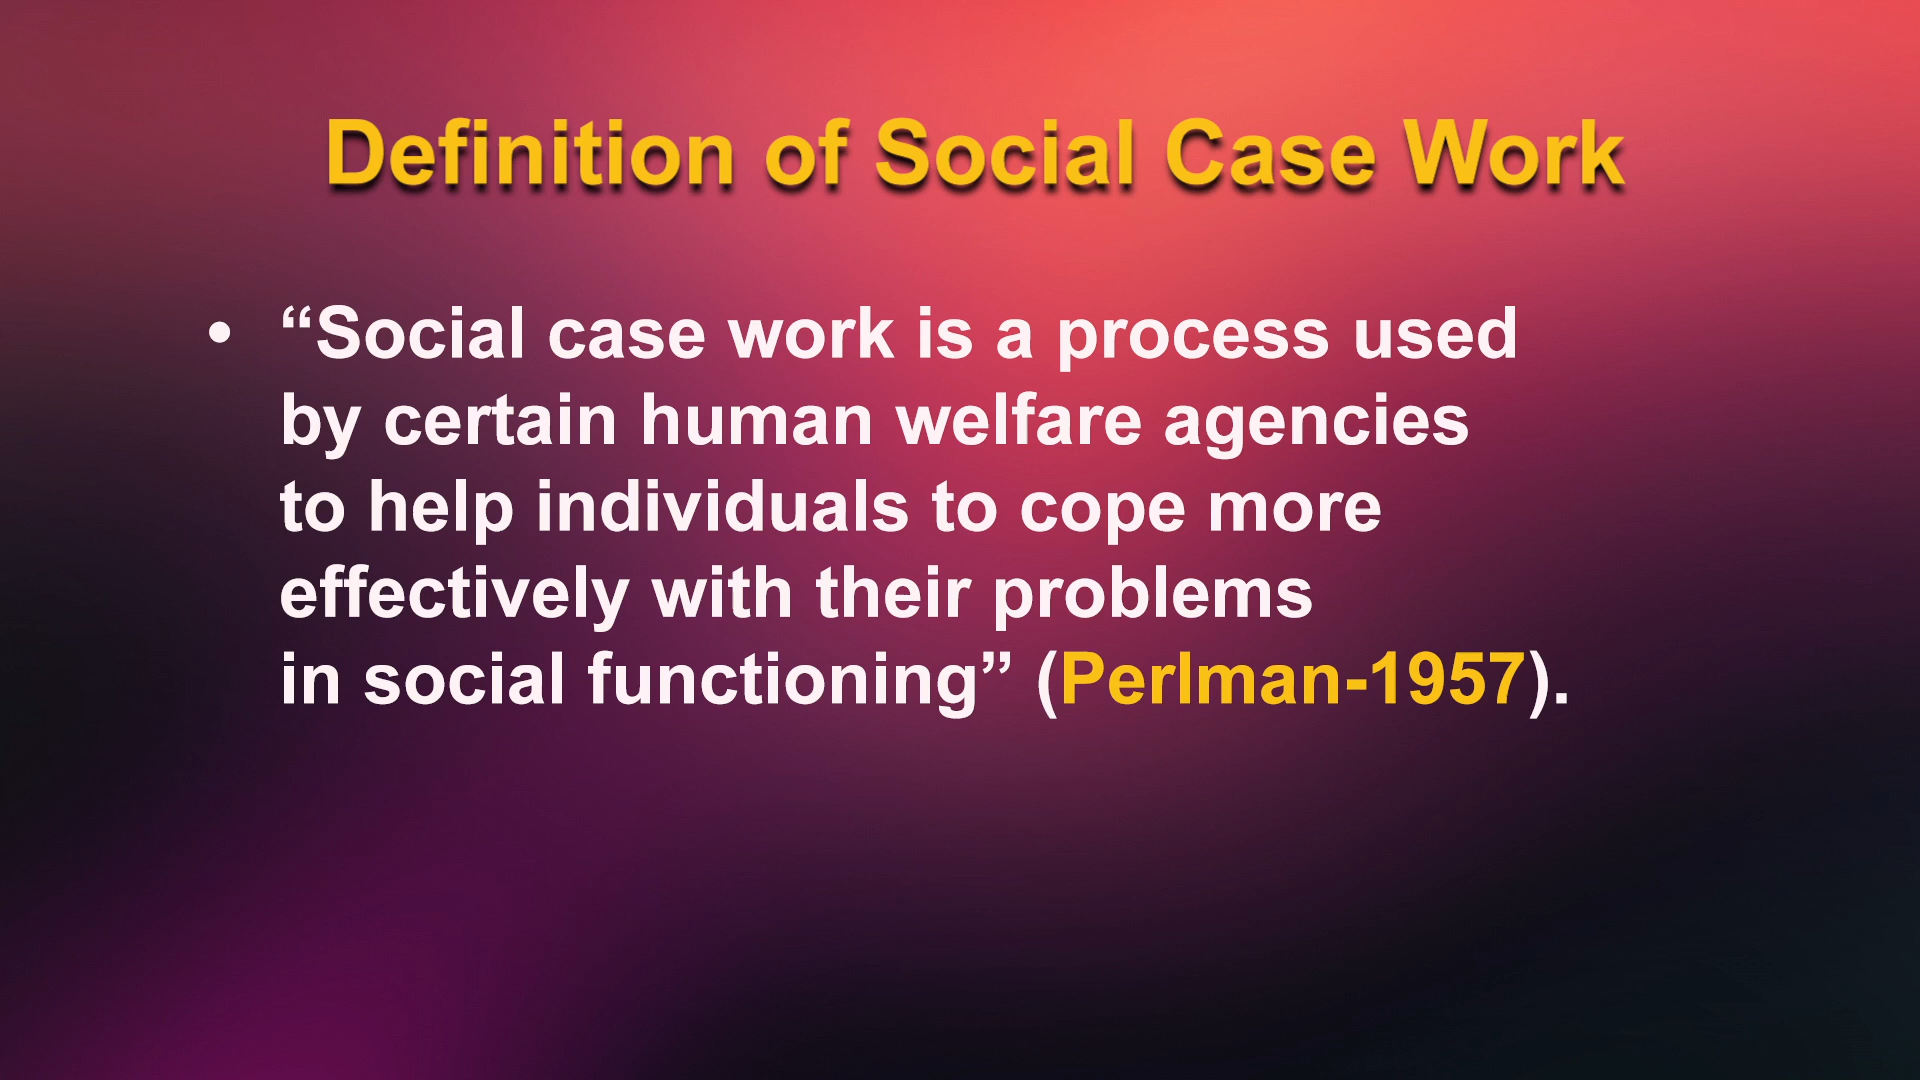 Definition of Social Case Work
• “Social case work is a process used
by certain human welfare agencies
to help individuals to cope more
effectively with their problems
in social functioning” (Perlman-1957).